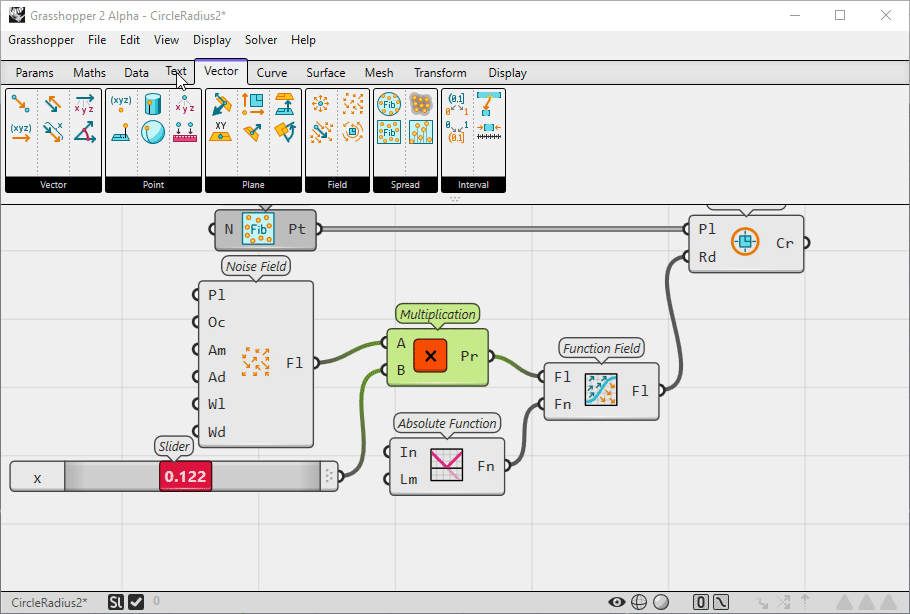 Grasshopper 2 Alpha - CircleRadius2*
Grasshopper File Edit View Display Solver Help
Params Maths Data Text Vector Curve Surface Mesh Transform Display
(xyz)
x y z
(xyz)
x y z
XY
Fib
Fib
(0,1)
0 1
0 1
(0,1)
Vector Point Plane Field Spread Interval
N Fib Pt
Pl
Rd
Cr
Noise Field
Pl
Oc
Am
Ad
Wl
Wd
Fl
Multiplication
A
B
Pr
Function Field
Fl
Fn
Fl
Absolute Function
In
Lm
Fn
Slider
x 0.122
CircleRadius2* SL 0 0